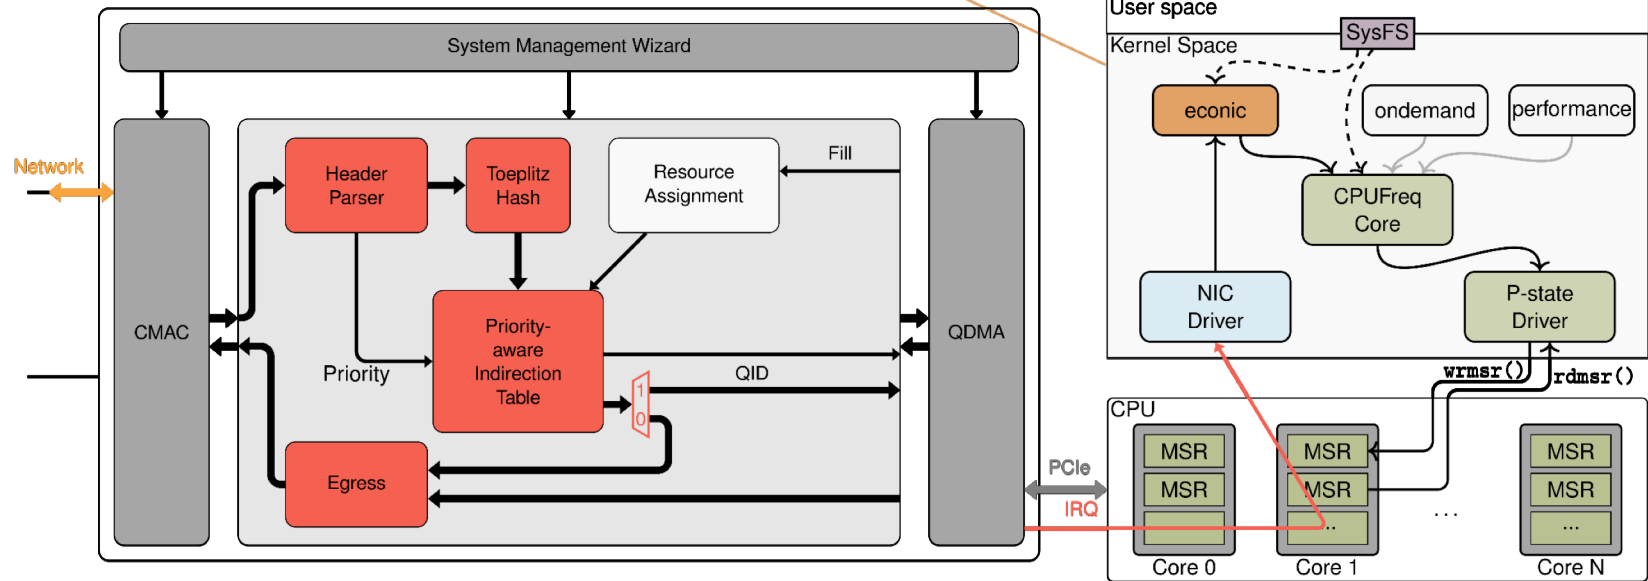 System Management Wizard
Network
CMAC
Header
Parser
Toeplitz
Hash
Resource
Assignment
Fill
Priority-
aware
Indirection
Table
Priority
QID
1
0
Egress
QDMA
PCIe
IRQ
User space
Kernel Space
SysFS
econic
ondemand
performance
CPUFreq
Core
NIC
Driver
P-state
Driver
wrmsr()
rdmsr()
CPU
MSR
MSR
Core 0
MSR
MSR
..
Core 1
...
MSR
MSR
...
Core N